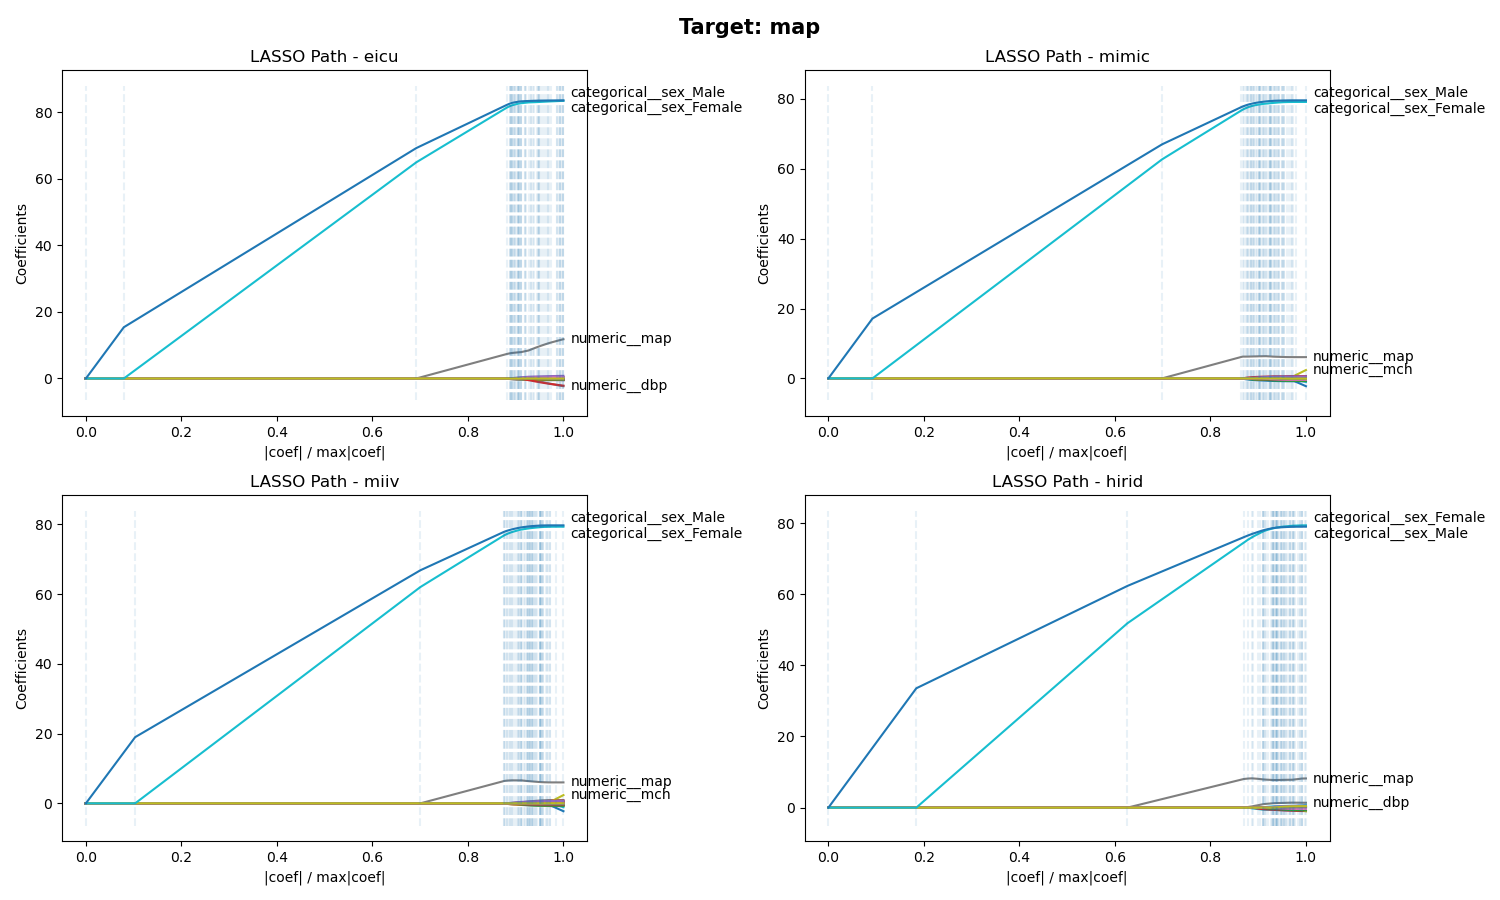 Target: map
LASSO Path - eicu
Coefficients
80
60
40
20
0
0.0 0.2 0.4 0.6 0.8 1.0
|coef| / max|coef|
categorical__sex_Male
categorical__sex_Female
numeric__map
numeric__dbp
LASSO Path - mimic
Coefficients
100
80
60
40
20
0
0.0 0.2 0.4 0.6 0.8 1.0
|coef| / max|coef|
categorical__sex_Male
categorical__sex_Female
numeric__map
numeric__mch
LASSO Path - miiv
Coefficients
80
60
40
20
0
0.0 0.2 0.4 0.6 0.8 1.0
|coef| / max|coef|
categorical__sex_Male
categorical__sex_Female
numeric__map
numeric__mch
LASSO Path - hirid
Coefficients
80
60
40
20
0
0.0 0.2 0.4 0.6 0.8 1.0
|coef| / max|coef|
categorical__sex_Female
categorical__sex_Male
numeric__map
numeric__dbp